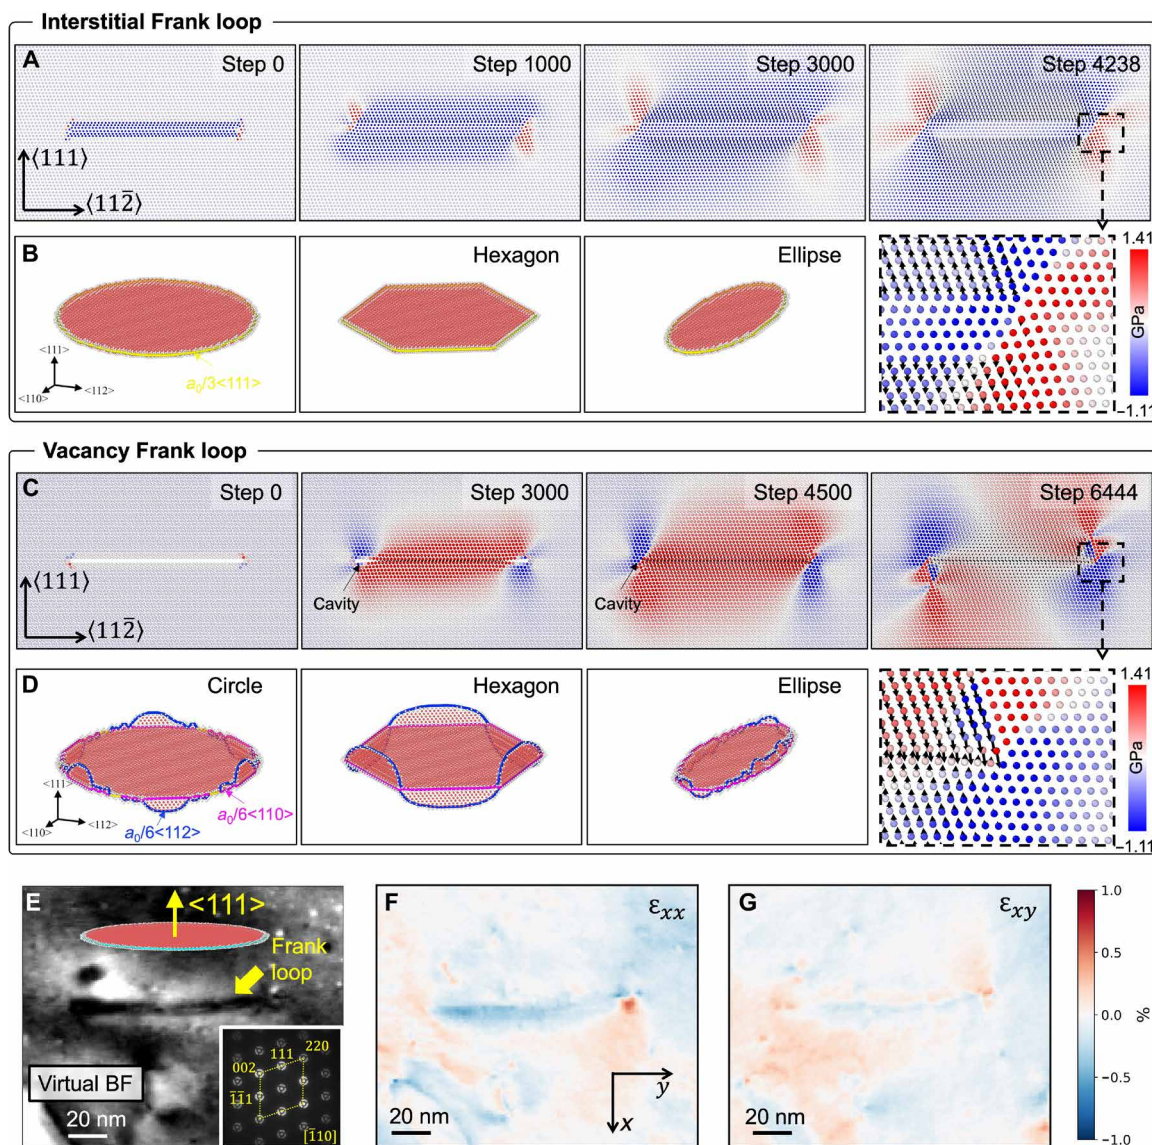 Interstitial Frank loop
A
Step 0
Step 1000
Step 3000
Step 4238
⟨111⟩
⟨112̅⟩
B
Hexagon
Ellipse
<111>
<110>
<112>
a₀/3<111>
1.41
GPa
−1.11
Vacancy Frank loop
C
Step 0
Step 3000
Step 4500
Step 6444
Cavity
Cavity
⟨111⟩
⟨112̅⟩
D
Circle
Hexagon
Ellipse
<111>
<110>
<112>
a₀/6<112>
a₀/6<110>
1.41
GPa
−1.11
E
<111>
Frank
loop
Virtual BF
20 nm
002
111
220
1̅1̅1
[1̅10]
F
εxx
20 nm
y
x
G
εxy
20 nm
1.0
0.5
0.0
−0.5
−1.0
%